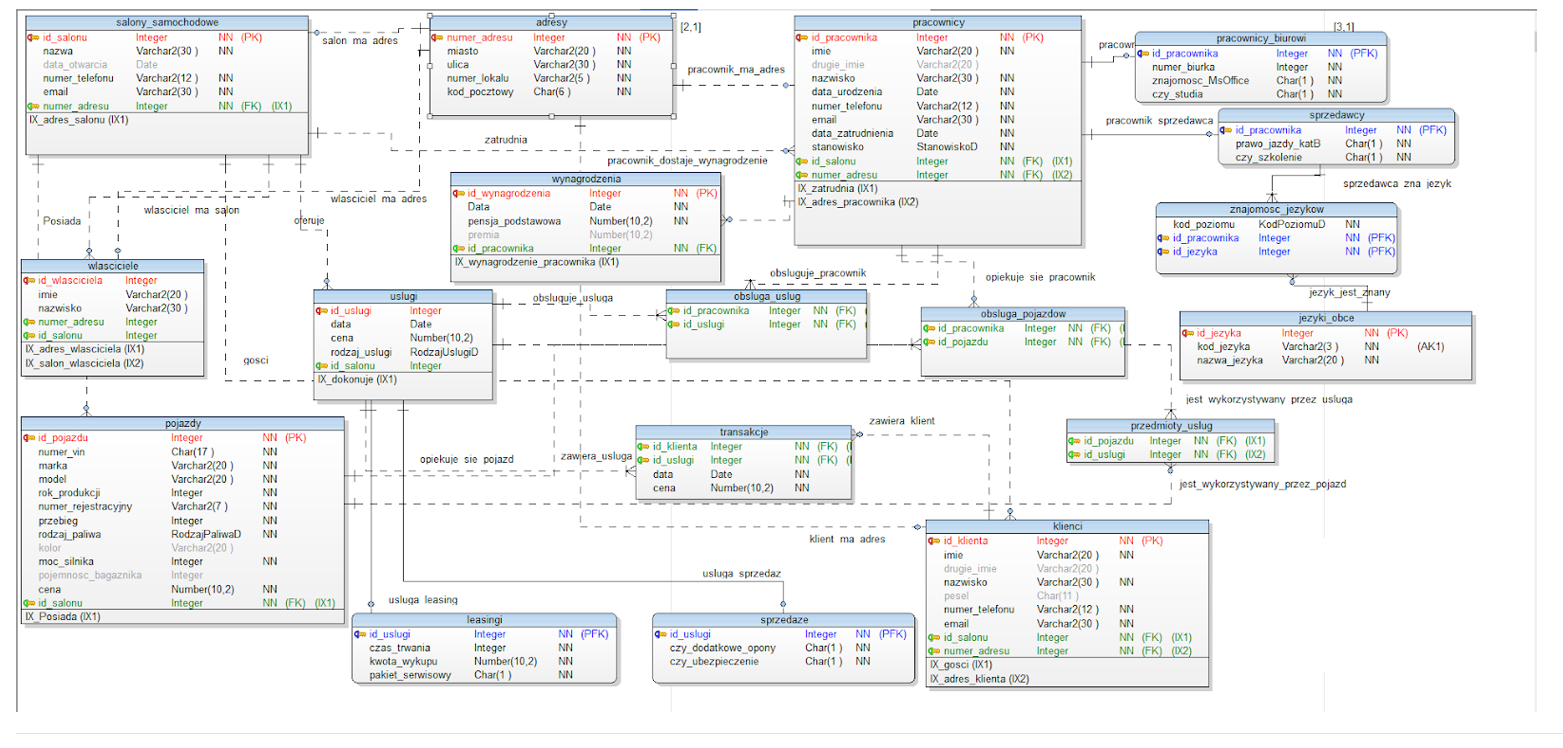 salony_samochodowe
id_salonu Integer NN (PK)
nazwa Varchar2(30 ) NN
data_otwarcia Date
numer_telefonu Varchar2(12 ) NN
email Varchar2(30 ) NN
numer_adresu Integer NN (FK) (IX1)
IX_adres_salonu (IX1)
salon ma adres
adresy
numer_adresu Integer NN (PK)
miasto Varchar2(20 ) NN
ulica Varchar2(30 ) NN
numer_lokalu Varchar2(5 ) NN
kod_pocztowy Char(6 ) NN
[2,1]
pracownik_ma_adres
pracownicy
id_pracownika Integer NN (PK)
imie Varchar2(20 ) NN
drugie_imie Varchar2(20 )
nazwisko Varchar2(30 ) NN
data_urodzenia Date NN
numer_telefonu Varchar2(12 ) NN
email Varchar2(30 ) NN
data_zatrudnienia Date NN
stanowisko StanowiskoD NN
id_salonu Integer NN (FK) (IX1)
numer_adresu Integer NN (FK) (IX2)
IX_zatrudnia (IX1)
IX_adres_pracownika (IX2)
[3,1]
pracown
pracownicy_biurowi
id_pracownika Integer NN (PFK)
numer_biurka Integer NN
znajomosc_MsOffice Char(1 ) NN
czy_studia Char(1 ) NN
pracownik sprzedawca
sprzedawcy
id_pracownika Integer NN (PFK)
prawo_jazdy_katB Char(1 ) NN
czy_szkolenie Char(1 ) NN
sprzedawca zna jezyk
zatrudnia
pracownik_dostaje_wynagrodzenie
wynagrodzenia
id_wynagrodzenia Integer NN (PK)
Data Date NN
pensja_podstawowa Number(10,2) NN
premia Number(10,2)
id_pracownika Integer NN (FK)
IX_wynagrodzenie_pracownika (IX1)
wlasciciel ma adres
wlasciciel ma salon
Posiada
oferuje
znajomosc_jezykow
kod_poziomu KodPoziomuD NN
id_pracownika Integer NN (PFK)
id_jezyka Integer NN (PFK)
jezyk_jest_znany
wlasciciele
id_wlasciciela Integer
imie Varchar2(20 )
nazwisko Varchar2(30 )
numer_adresu Integer
id_salonu Integer
IX_adres_wlasciciela (IX1)
IX_salon_wlasciciela (IX2)
gosci
uslugi
id_uslugi Integer
data Date
cena Number(10,2)
rodzaj_uslugi RodzajUslugiD
id_salonu Integer
IX_dokonuje (IX1)
obsluguje_usluga
obsluguje_pracownik
obsluga_uslug
id_pracownika Integer NN (FK) (
id_uslugi Integer NN (FK) (
opiekuje sie pracownik
obsluga_pojazdow
id_pracownika Integer NN (FK) (
id_pojazdu Integer NN (FK) (
jezyki_obce
id_jezyka Integer NN (PK)
kod_jezyka Varchar2(3 ) NN (AK1)
nazwa_jezyka Varchar2(20 ) NN
jest wykorzystywany przez usluga
przedmioty_uslug
id_pojazdu Integer NN (FK) (IX1)
id_uslugi Integer NN (FK) (IX2)
jest_wykorzystywany_przez_pojazd
pojazdy
id_pojazdu Integer NN (PK)
numer_vin Char(17 ) NN
marka Varchar2(20 ) NN
model Varchar2(20 ) NN
rok_produkcji Integer NN
numer_rejestracyjny Varchar2(7 ) NN
przebieg Integer NN
rodzaj_paliwa RodzajPaliwaD NN
kolor Varchar2(20 )
moc_silnika Integer NN
pojemnosc_bagaznika Integer
cena Number(10,2) NN
id_salonu Integer NN (FK) (IX1)
IX_Posiada (IX1)
opiekuje sie pojazd
zawiera_usluga
transakcje
id_klienta Integer NN (FK) (
id_uslugi Integer NN (FK) (
data Date NN
cena Number(10,2) NN
zawiera klient
klient ma adres
klienci
id_klienta Integer NN (PK)
imie Varchar2(20 ) NN
drugie_imie Varchar2(20 )
nazwisko Varchar2(30 ) NN
pesel Char(11 )
numer_telefonu Varchar2(12 ) NN
email Varchar2(30 ) NN
id_salonu Integer NN (FK) (IX1)
numer_adresu Integer NN (FK) (IX2)
IX_gosci (IX1)
IX_adres_klienta (IX2)
usluga leasing
leasingi
id_uslugi Integer NN (PFK)
czas_trwania Integer NN
kwota_wykupu Number(10,2) NN
pakiet_serwisowy Char(1 ) NN
usluga sprzedaz
sprzedaze
id_uslugi Integer NN (PFK)
czy_dodatkowe_opony Char(1 ) NN
czy_ubezpieczenie Char(1 ) NN